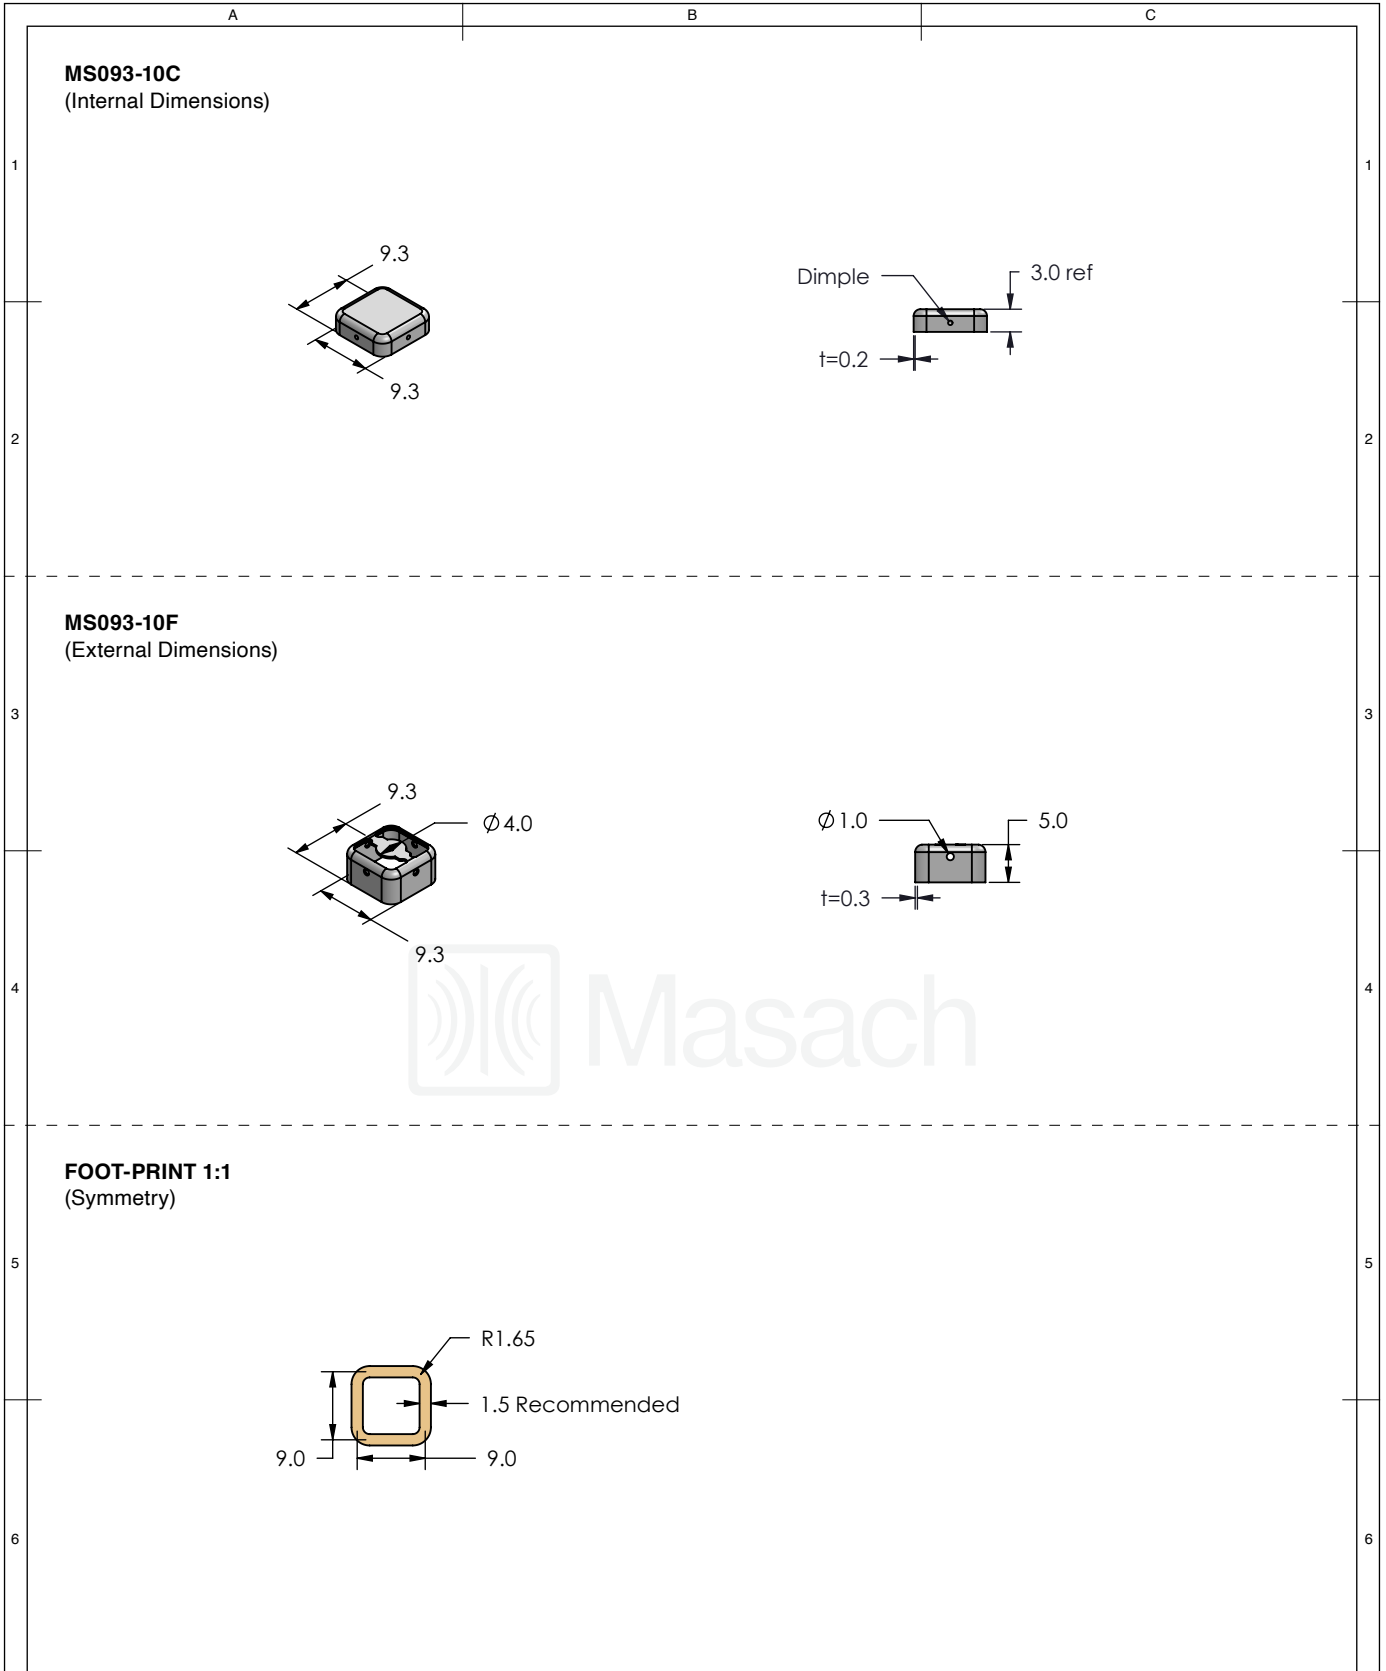 A B C
MS093-10C
(Internal Dimensions)
1 1
9.3
Dimple 3.0 ref
t=0.2
9.3
2 2
MS093-10F
(External Dimensions)
3 3
9.3
Ø 4.0
Ø 1.0 5.0
t=0.3
9.3
Masach
4 4
FOOT-PRINT 1:1
(Symmetry)
5 5
R1.65
1.5 Recommended
9.0 9.0
6 6